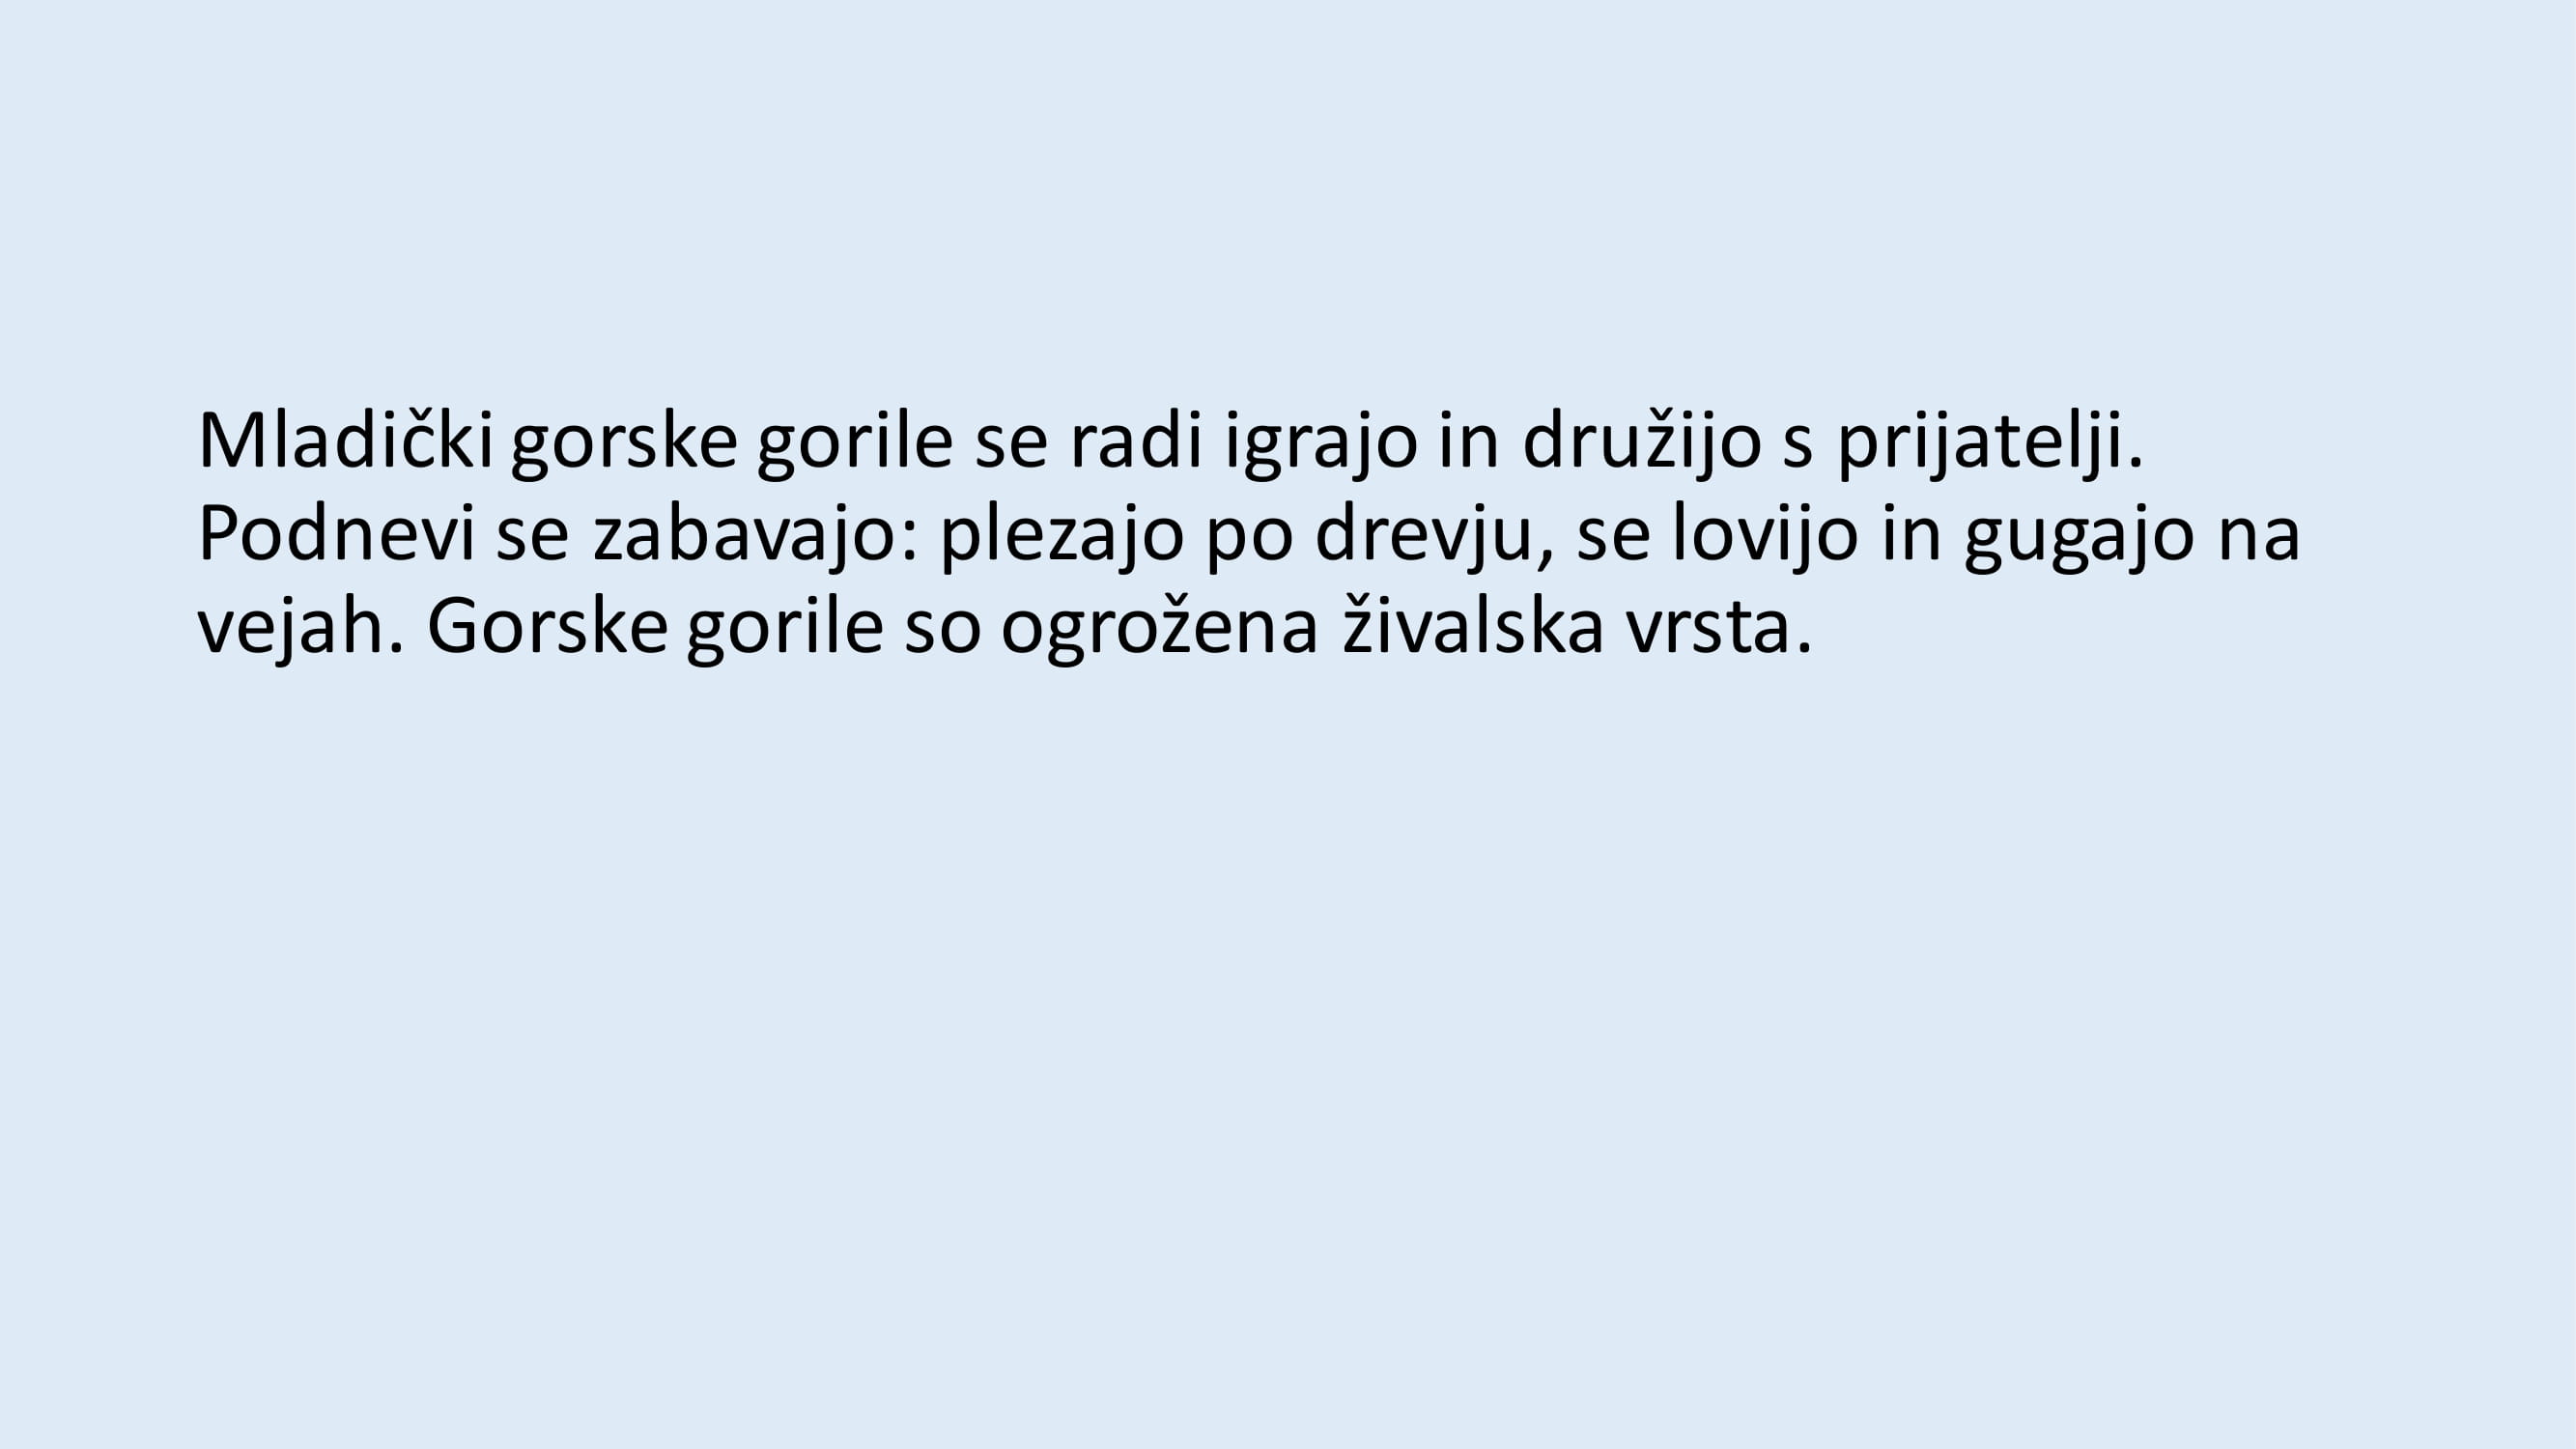 Mladički gorske gorile se radi igrajo in družijo s prijatelji.
Podnevi se zabavajo: plezajo po drevju, se lovijo in gugajo na
vejah. Gorske gorile so ogrožena živalska vrsta.